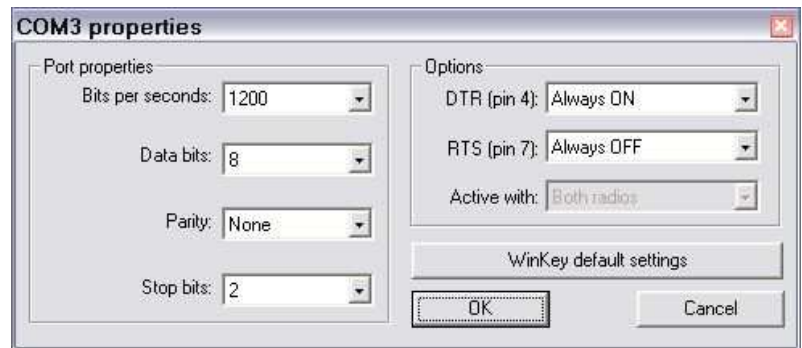 COM3 properties
Port properties
Bits per seconds: 1200
Data bits: 8
Parity: None
Stop bits: 2
Options
DTR (pin 4): Always ON
RTS (pin 7): Always OFF
Active with: Both radios
WinKey default settings
OK Cancel